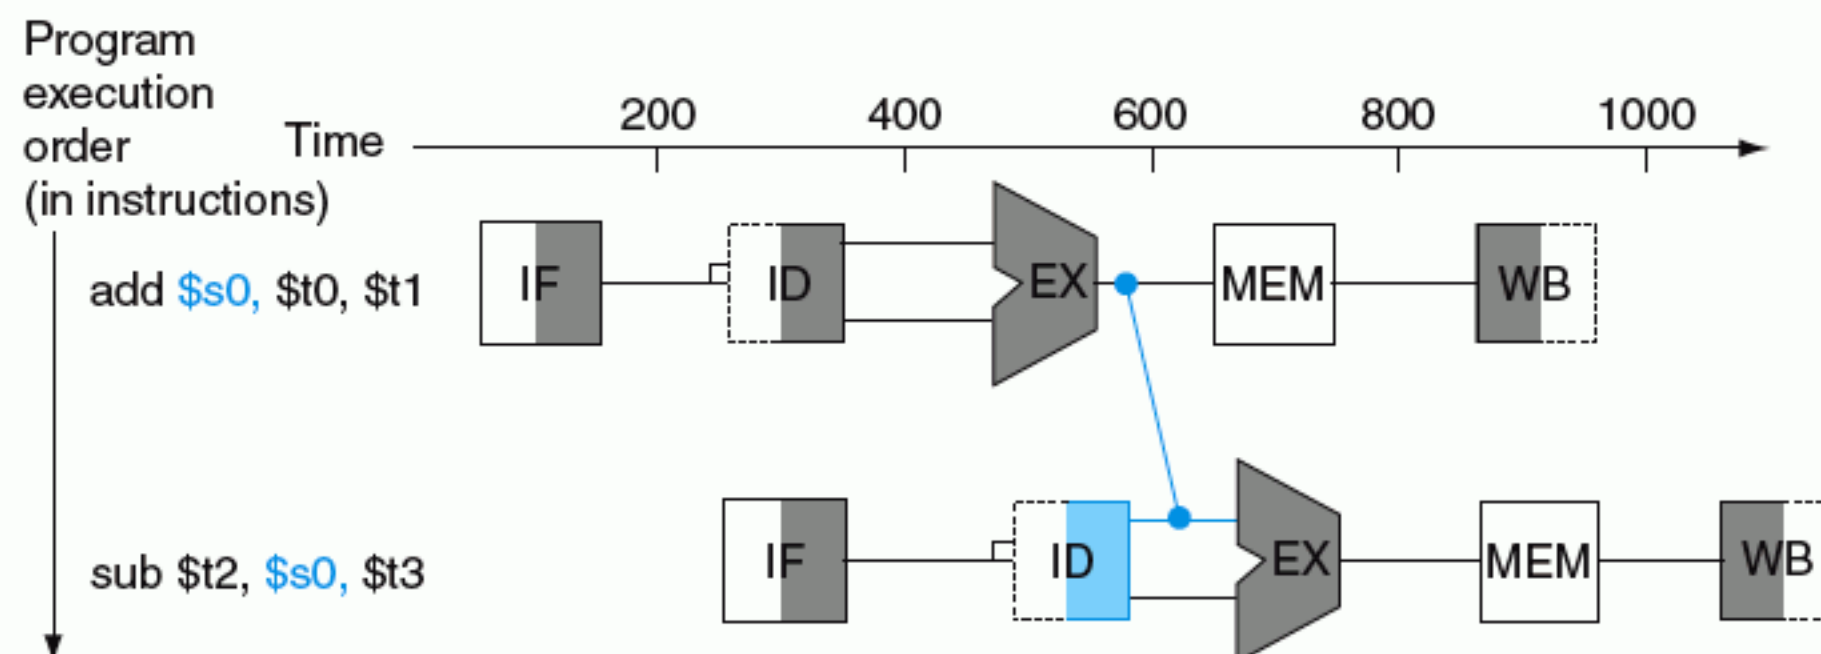 Program
execution
order
(in instructions)
Time
200 400 600 800 1000
add $s0, $t0, $t1
IF ID EX MEM WB
sub $t2, $s0, $t3
IF ID EX MEM WB